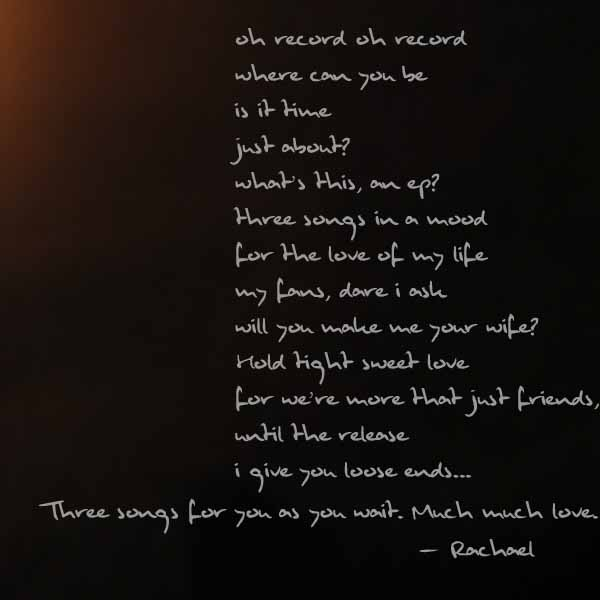 oh record oh record
where can you be
is it time
just about?
what's this, an ep?
three songs in a mood
for the love of my life
my fans, dare i ask
will you make me your wife?
Hold tight sweet love
for we're more that just friends,
until the release
i give you loose ends...
Three songs for you as you wait. Much much love.
– Rachael